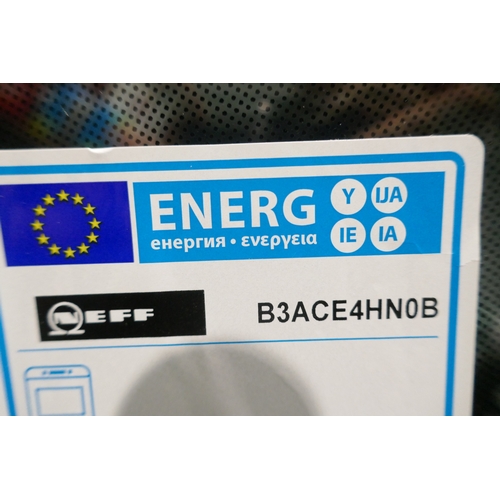 ENERG Y IJA
енергия · ενεργεια IE IA
NEFF B3ACE4HN0B